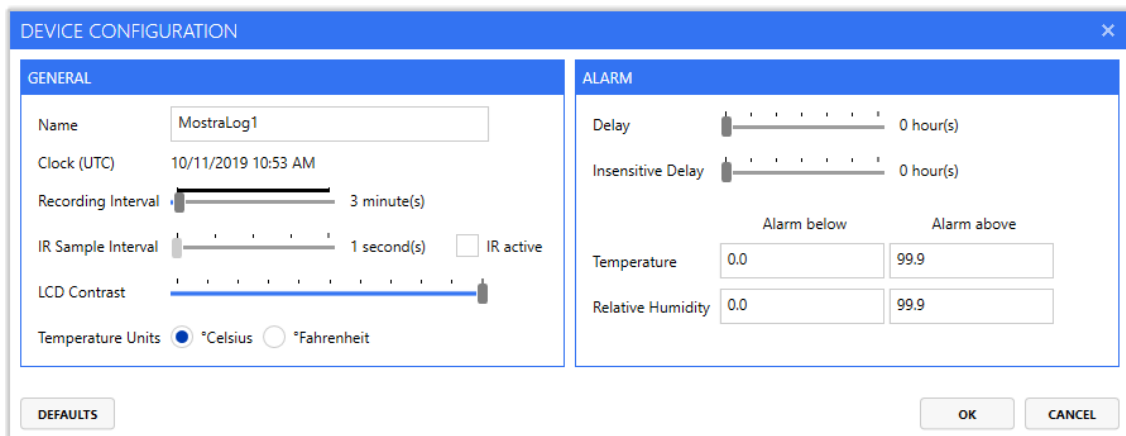 DEVICE CONFIGURATION
GENERAL
Name MostraLog1
Clock (UTC) 10/11/2019 10:53 AM
Recording Interval 3 minute(s)
IR Sample Interval 1 second(s) IR active
LCD Contrast
Temperature Units °Celsius °Fahrenheit
ALARM
Delay 0 hour(s)
Insensitive Delay 0 hour(s)
Alarm below Alarm above
Temperature 0.0 99.9
Relative Humidity 0.0 99.9
DEFAULTS OK CANCEL